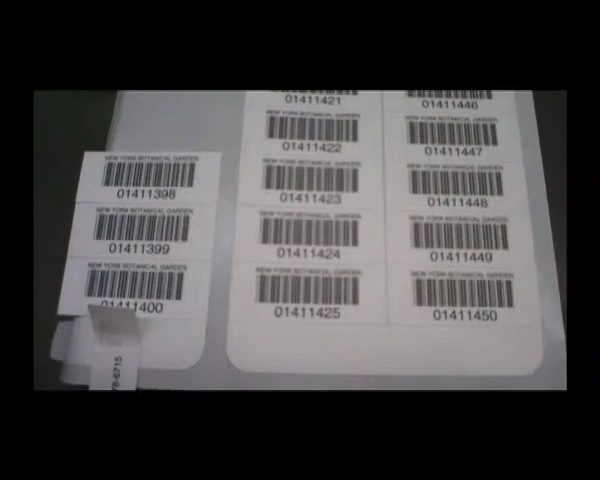 NEW YORK BOTANICAL GARDEN
01411398
NEW YORK BOTANICAL GARDEN
01411399
NEW YORK BOTANICAL GARDEN
01411400
78-6715
01411421
NEW YORK BOTANICAL GARDEN
01411422
NEW YORK BOTANICAL GARDEN
01411423
NEW YORK BOTANICAL GARDEN
01411424
NEW YORK BOTANICAL GARDEN
01411425
01411446
NEW YORK BOTANICAL GARDEN
01411447
NEW YORK BOTANICAL GARDEN
01411448
NEW YORK BOTANICAL GARDEN
01411449
NEW YORK BOTANICAL GARDEN
01411450